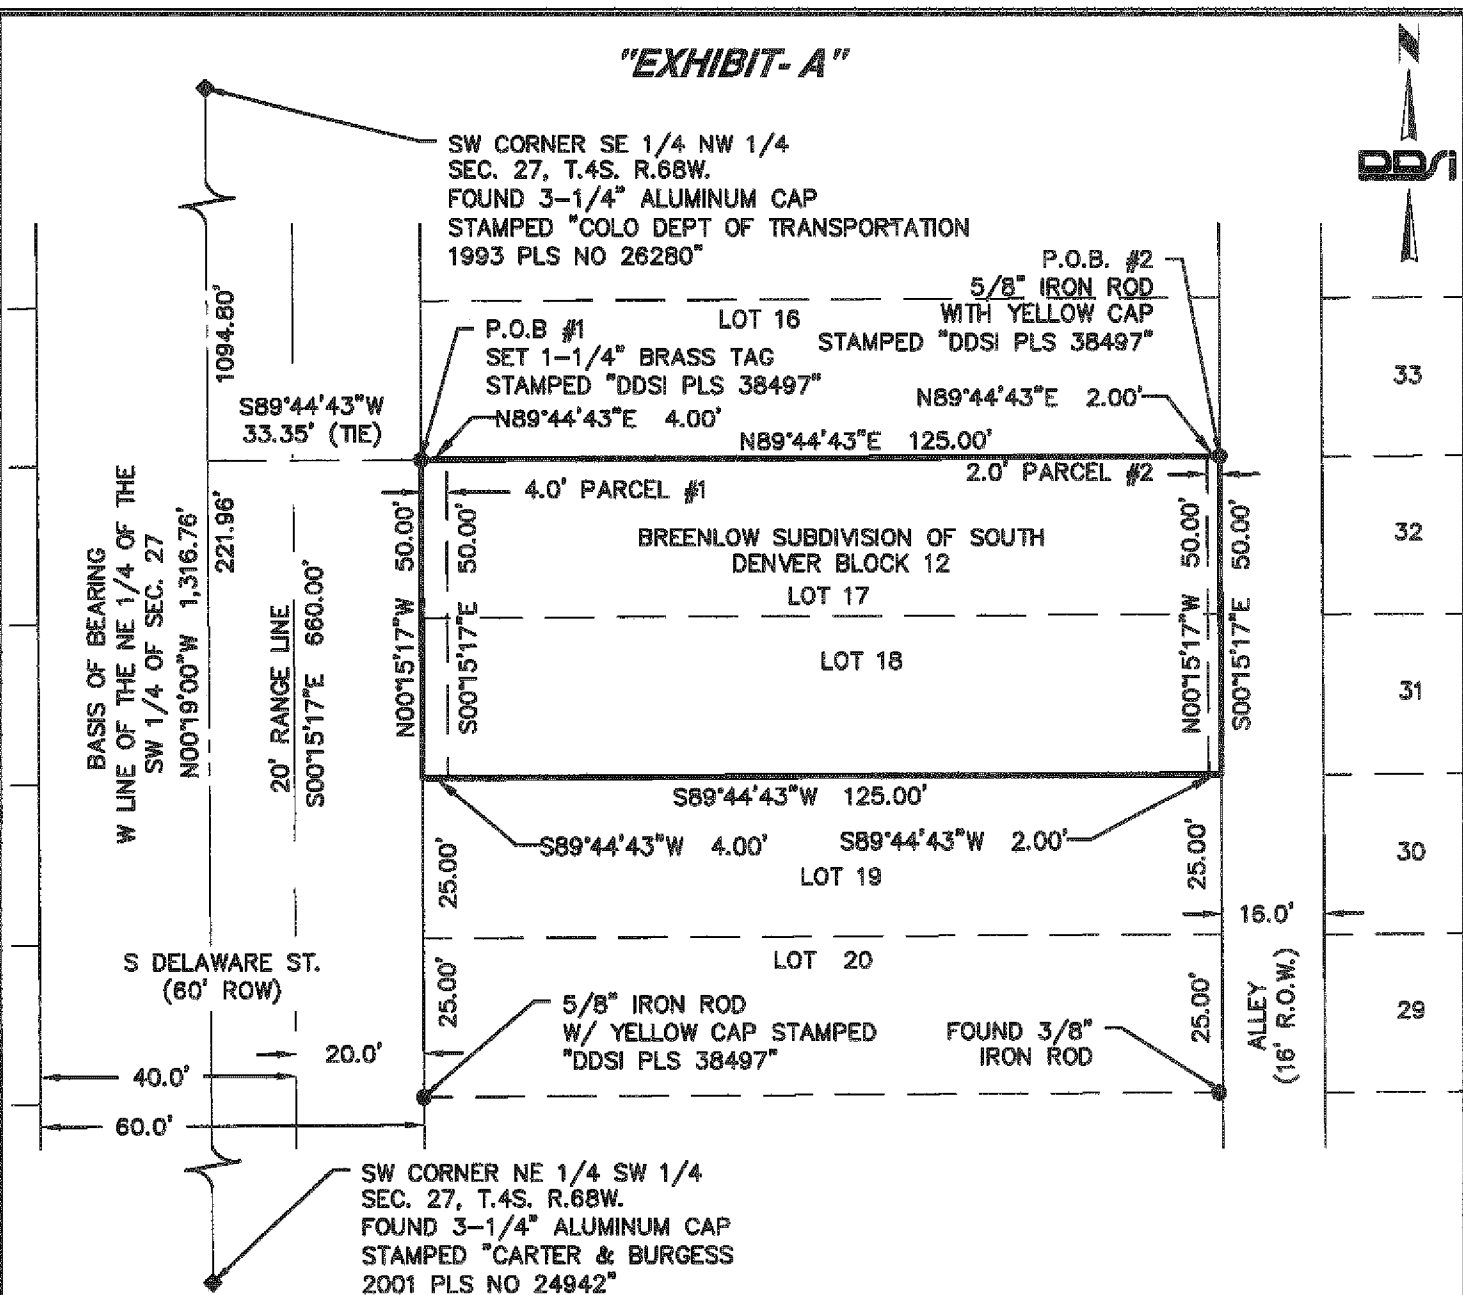 "EXHIBIT- A"
N
DDSi
SW CORNER SE 1/4 NW 1/4
SEC. 27, T.4S. R.68W.
FOUND 3-1/4" ALUMINUM CAP
STAMPED "COLO DEPT OF TRANSPORTATION
1993 PLS NO 26280"
P.O.B. #2
5/8" IRON ROD
WITH YELLOW CAP
STAMPED "DDSI PLS 38497"
LOT 16
P.O.B #1
SET 1-1/4" BRASS TAG
STAMPED "DDSI PLS 38497"
1094.80'
S89°44'43"W
33.35' (TIE)
N89°44'43"E 4.00'
N89°44'43"E 2.00'
N89°44'43"E 125.00'
33
4.0' PARCEL #1
2.0' PARCEL #2
BASIS OF BEARING
W LINE OF THE NE 1/4 OF THE
SW 1/4 OF SEC. 27
N00°19'00"W 1,316.76'
221.96'
20' RANGE LINE
S00°15'17"E 660.00'
N00°15'17"W 50.00'
S00°15'17"E 50.00'
BREENLOW SUBDIVISION OF SOUTH
DENVER BLOCK 12
LOT 17
LOT 18
N00°15'17"W 50.00'
S00°15'17"E 50.00'
32
31
S89°44'43"W 125.00'
S89°44'43"W 4.00'
S89°44'43"W 2.00'
25.00'
LOT 19
25.00'
30
16.0'
S DELAWARE ST.
(60' ROW)
25.00'
LOT 20
25.00'
ALLEY
(16' R.O.W.)
29
5/8" IRON ROD
W/ YELLOW CAP STAMPED
"DDSI PLS 38497"
FOUND 3/8"
IRON ROD
20.0'
40.0'
60.0'
SW CORNER NE 1/4 SW 1/4
SEC. 27, T.4S. R.68W.
FOUND 3-1/4" ALUMINUM CAP
STAMPED "CARTER & BURGESS
2001 PLS NO 24942"